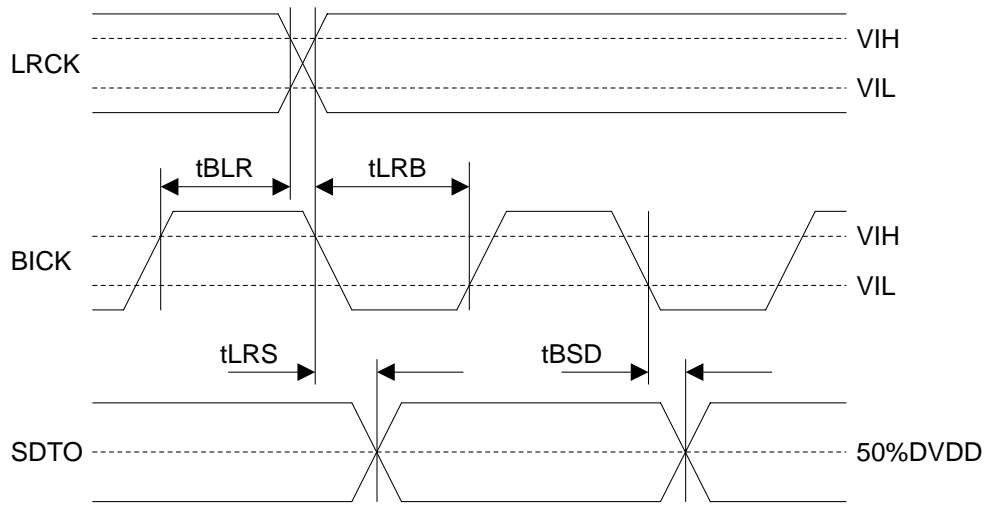 LRCK
VIH
VIL
tBLR
tLRB
BICK
VIH
VIL
tLRS
tBSD
SDTO
50%DVDD